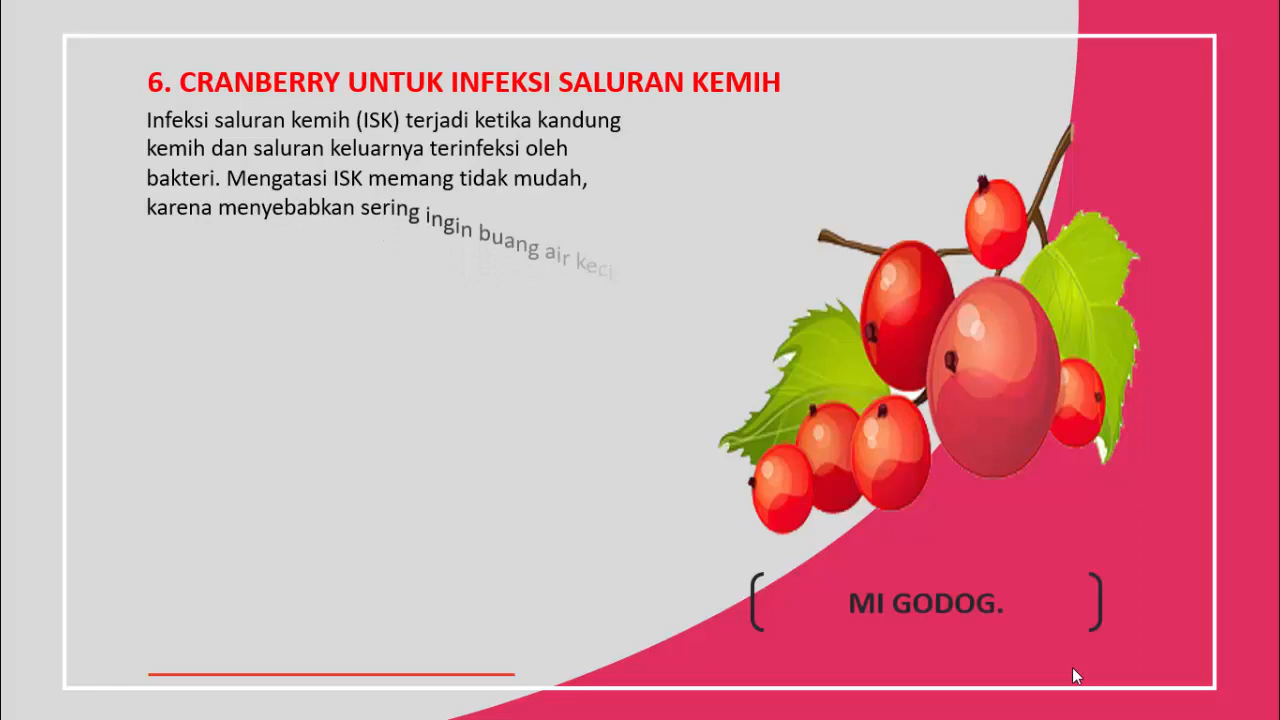 6. CRANBERRY UNTUK INFEKSI SALURAN KEMIH
Infeksi saluran kemih (ISK) terjadi ketika kandung
kemih dan saluran keluarnya terinfeksi oleh
bakteri. Mengatasi ISK memang tidak mudah,
karena menyebabkan sering ingin buang air keci
MI GODOG.